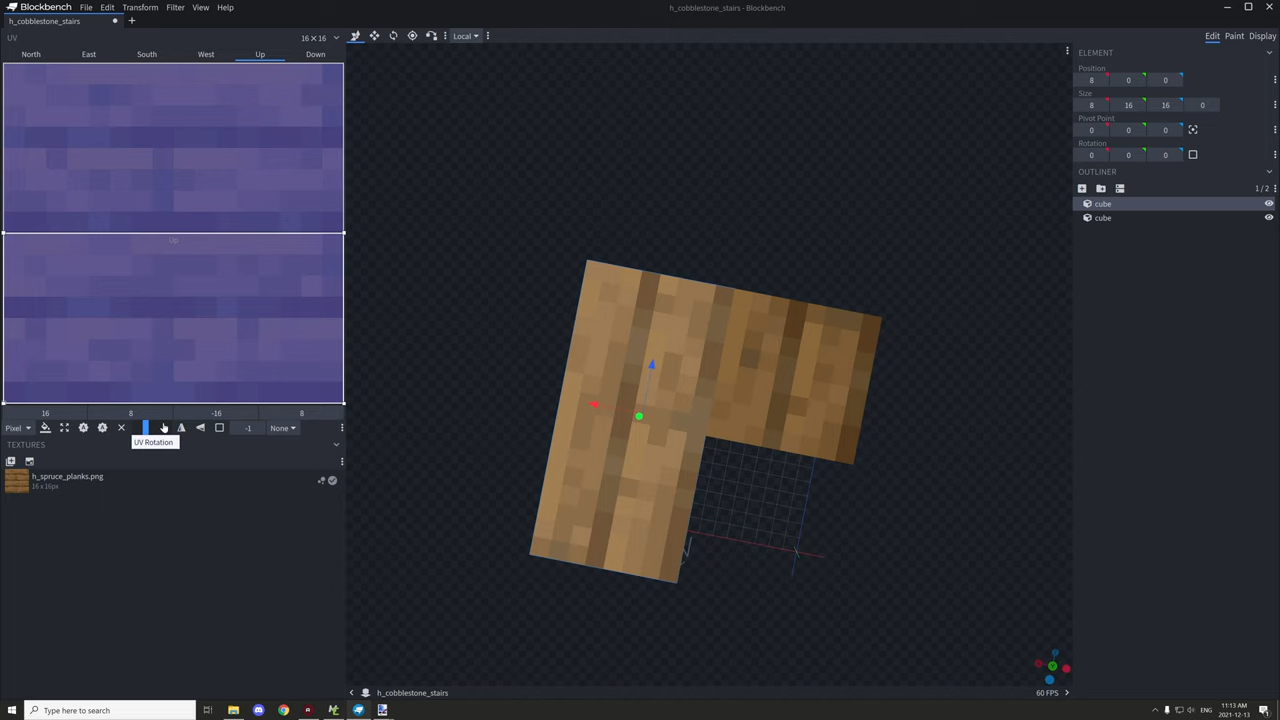 Blockbench File Edit Transform Filter View Help
h_cobblestone_stairs - Blockbench
h_cobblestone_stairs
UV
16×16
North East South West Up Down
Up
16 8 -16 8
Pixel
-1 None
UV Rotation
TEXTURES
h_spruce_planks.png
16 x 16px
Local
Edit Paint Display
ELEMENT
Position
8 0 0
Size
8 16 16 0
Pivot Point
0 0 0
Rotation
0 0 0
OUTLINER
1 / 2
cube
cube
N
h_cobblestone_stairs
60 FPS
Type here to search
ENG
11:13 AM
2021-12-13